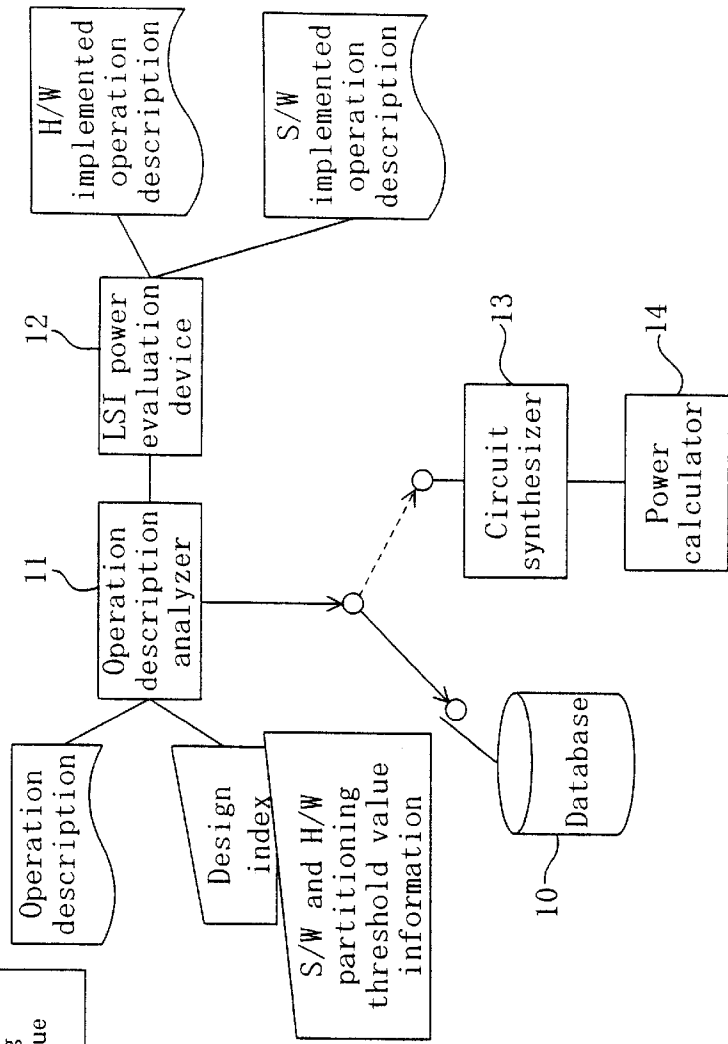 Operation
description
Design
index
S/W and H/W
partitioning
threshold value
information
11
Operation
description
analyzer
12
LSI power
evaluation
device
H/W
implemented
operation
description
S/W
implemented
operation
description
10
Database
13
Circuit
synthesizer
14
Power
calculator